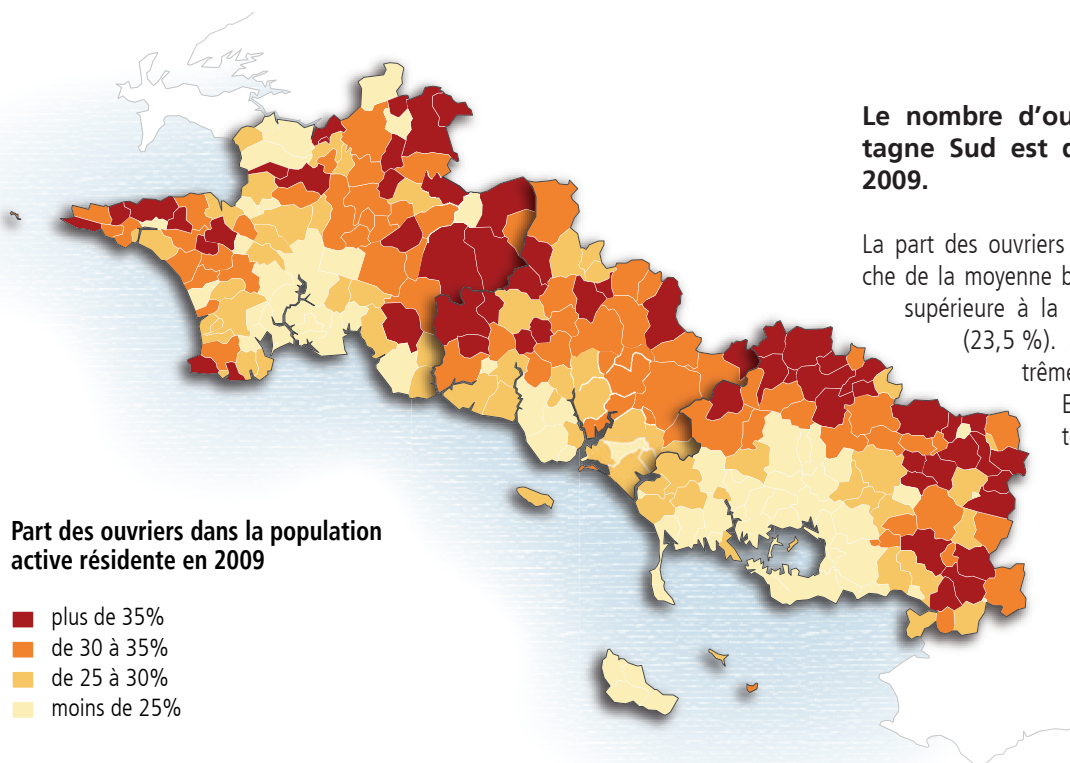 Le nombre d'ou
tagne Sud est d
2009.
La part des ouvriers
che de la moyenne b
supérieure à la
(23,5 %).
trême
E
t
Part des ouvriers dans la population
active résidente en 2009
plus de 35%
de 30 à 35%
de 25 à 30%
moins de 25%